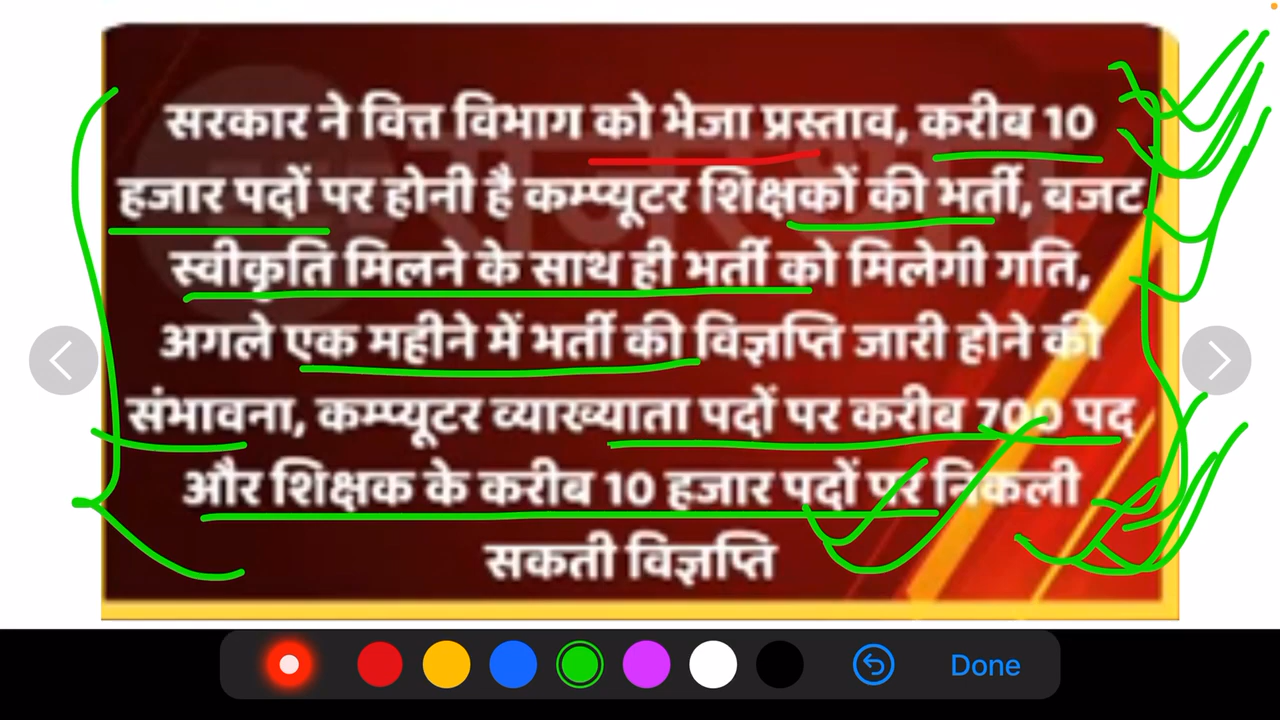 सरकार ने वित्त विभाग को भेजा प्रस्ताव, करीब 10
हजार पदों पर होनी है कम्प्यूटर शिक्षकों की भर्ती, बजट
स्वीकृति मिलने के साथ ही भर्ती को मिलेगी गति,
अगले एक महीने में भर्ती की विज्ञप्ति जारी होने की
संभावना, कम्प्यूटर व्याख्याता पदों पर करीब 700 पद
और शिक्षक के करीब 10 हजार पदों पर निकली
सकती विज्ञप्ति
Done